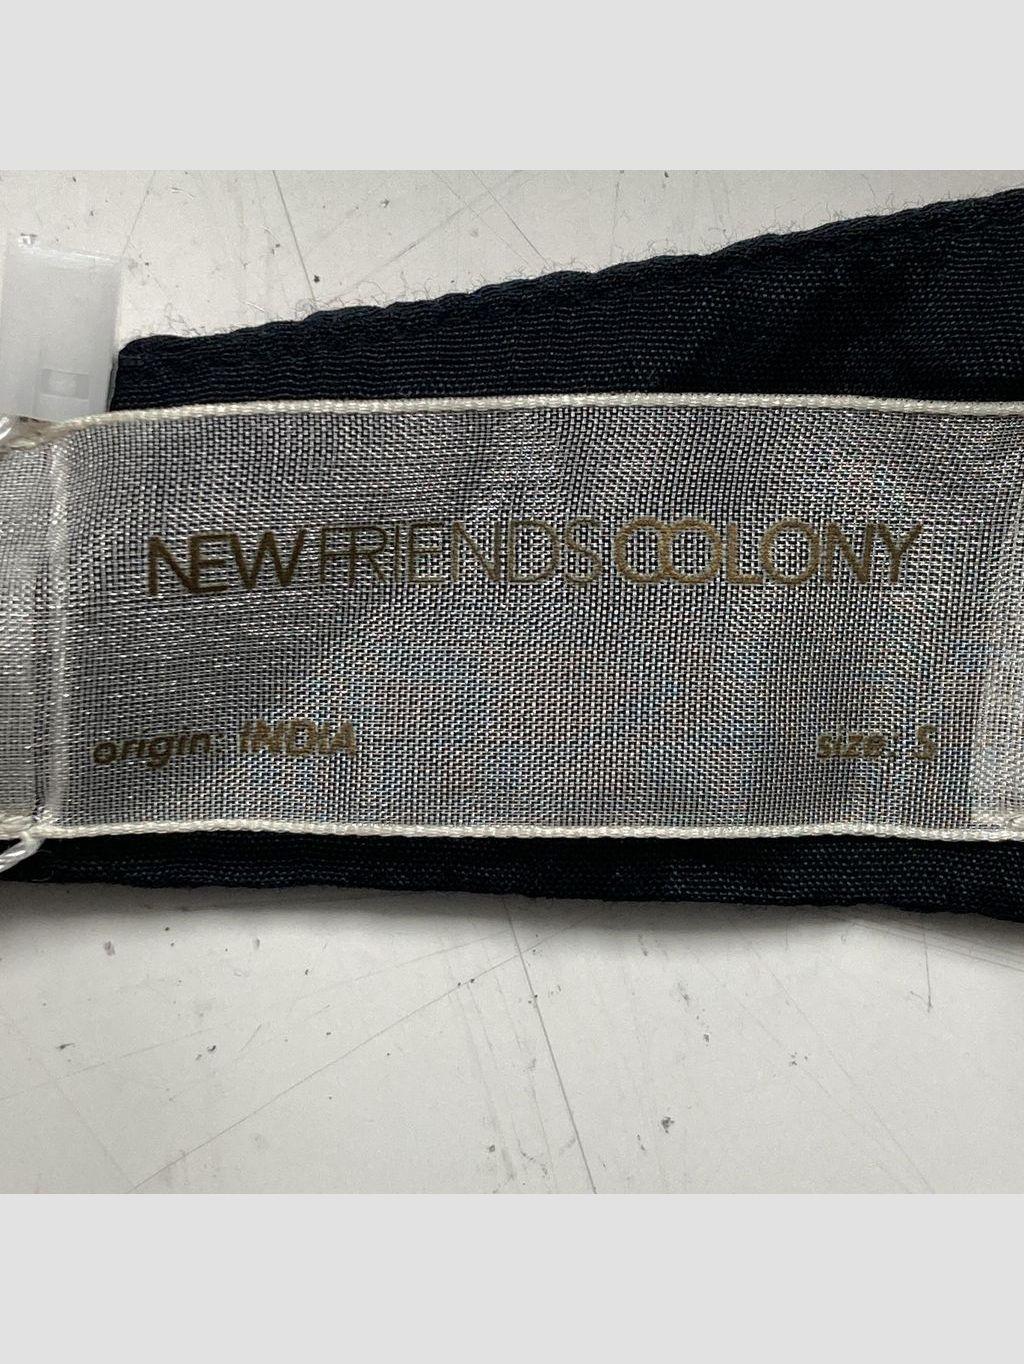 NEW FRIENDS COLONY
origin: INDIA
size: S